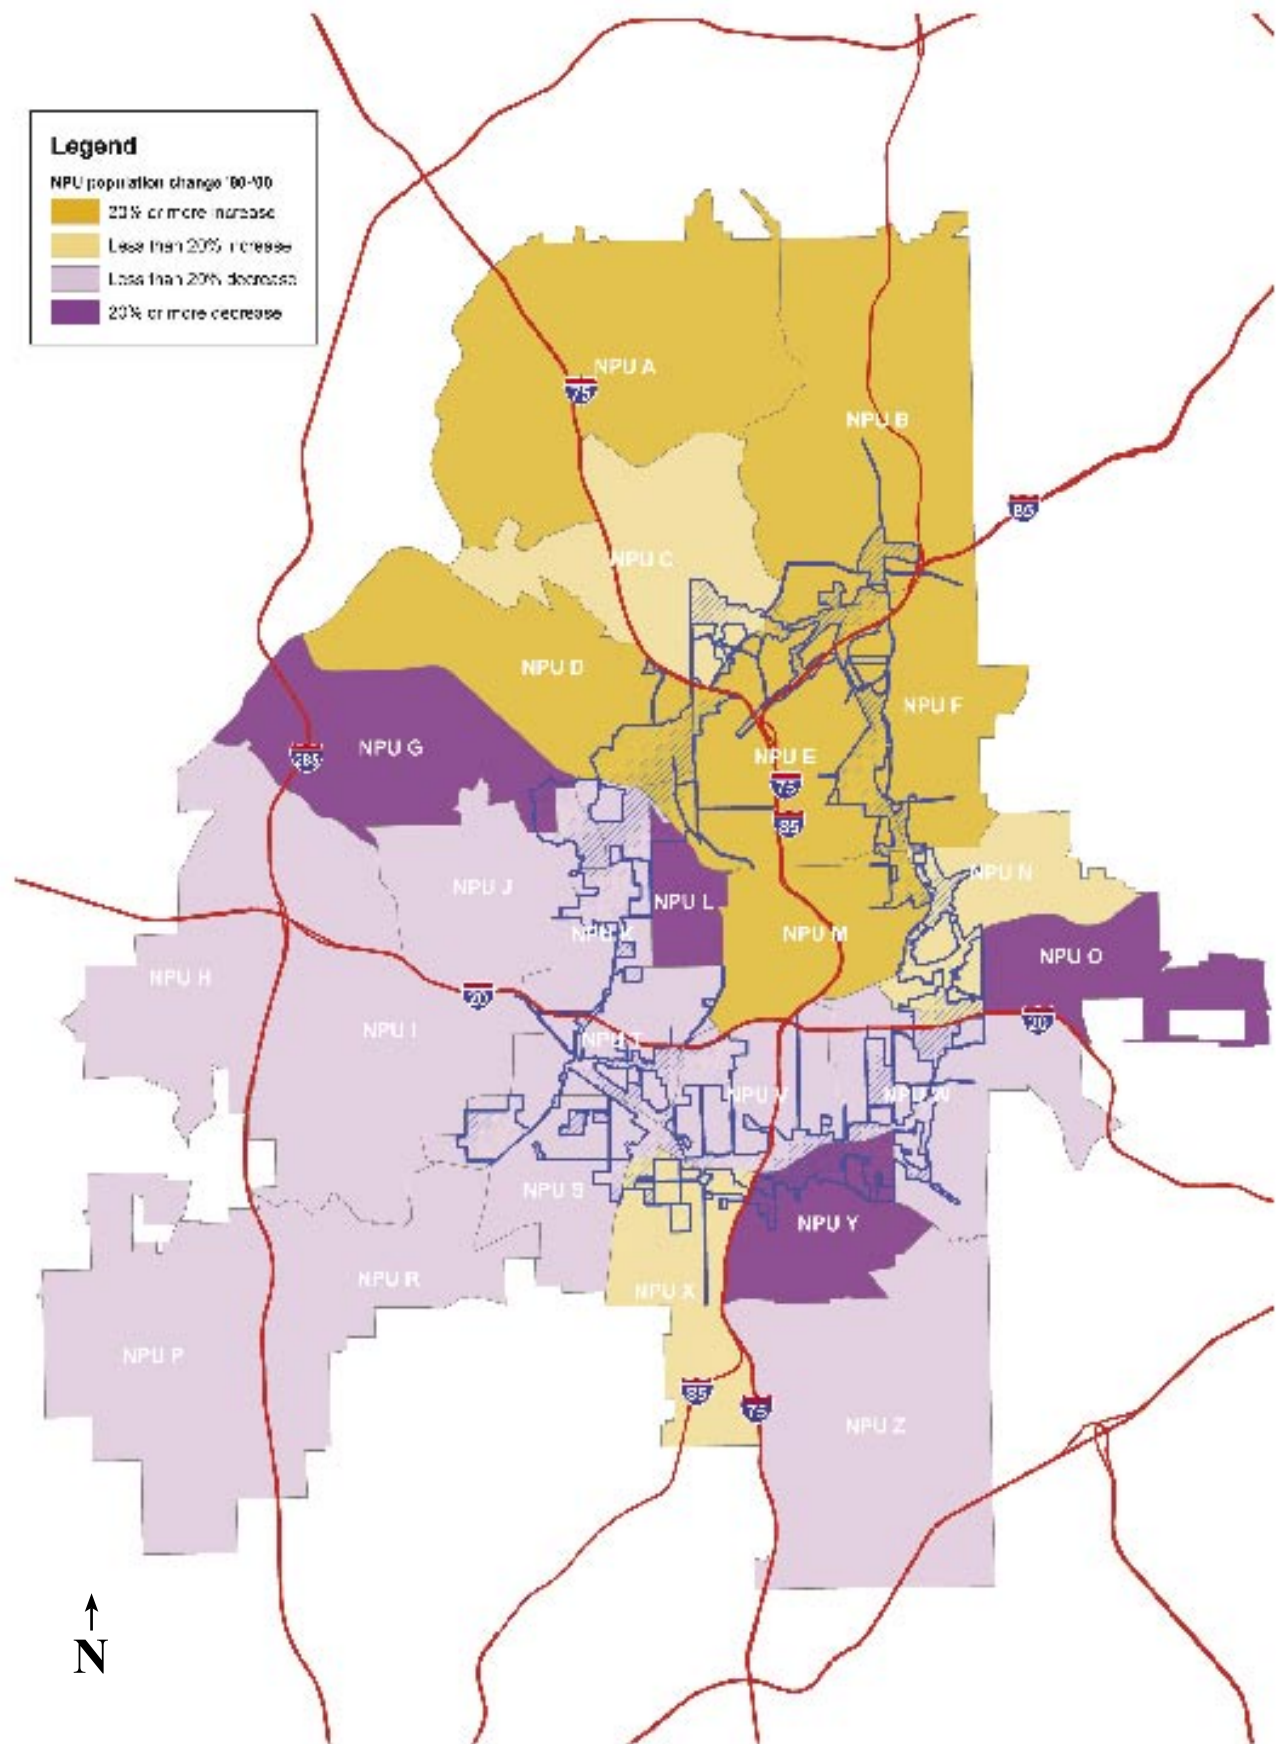 Legend
NPU population change '90-'00
20% or more increase
Less than 20% increase
Less than 20% decrease
20% or more decrease
NPU A
75
NPU B
85
NPU C
NPU D
NPU F
NPU G
285
NPU E
75
85
NPU N
NPU J
NPU L
NPU K
NPU M
NPU O
NPU H
20
NPU I
20
NPU T
NPU V
NPU W
NPU S
NPU Y
NPU R
NPU X
NPU P
85
75
NPU Z
N